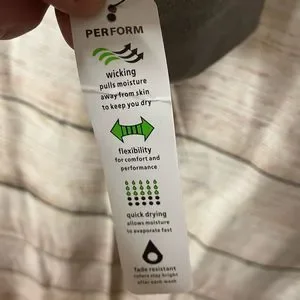 PERFORM
wicking
pulls moisture
away from skin
to keep you dry
flexibility
for comfort and
performance
quick drying
allows moisture
to evaporate fast
fade resistant
colors stay bright
after each wash